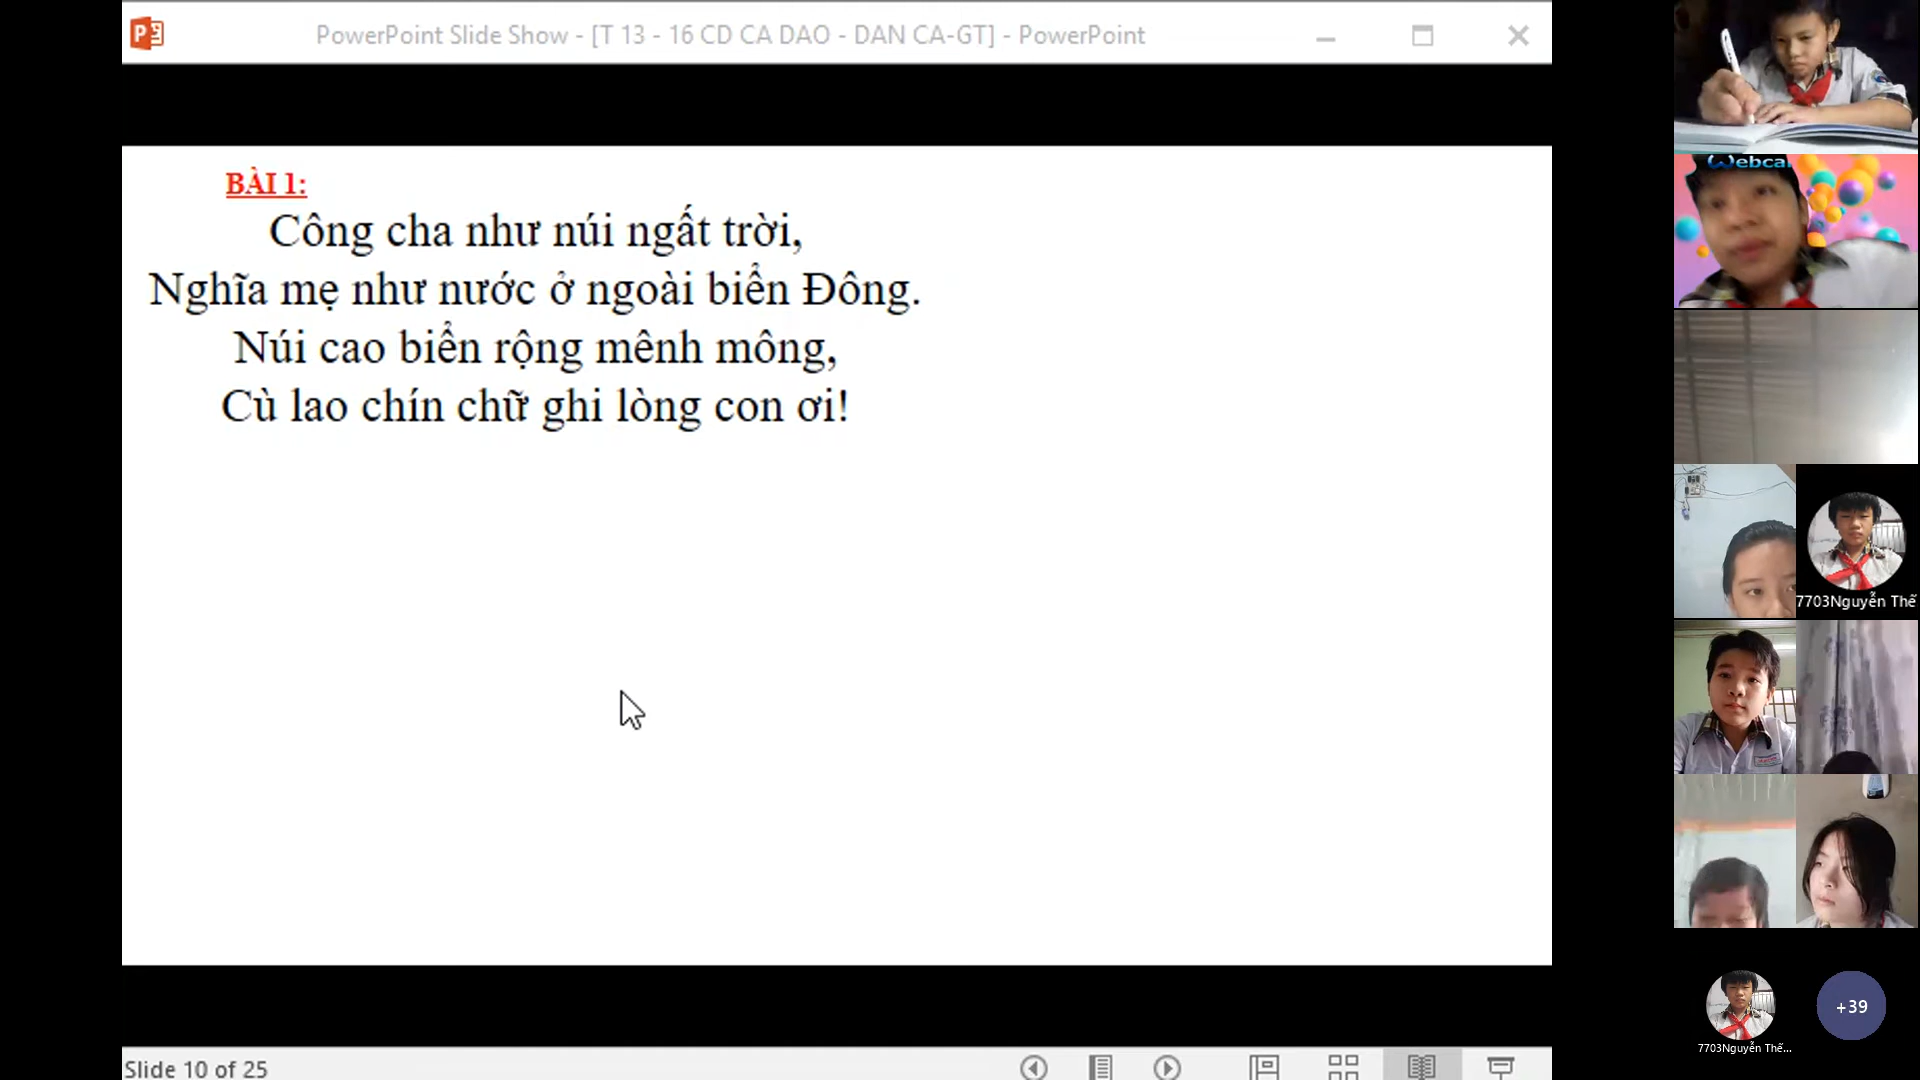 PowerPoint Slide Show - [T 13 - 16 CD CA DAO - DAN CA-GT] - PowerPoint
BÀI 1:
Công cha như núi ngất trời,
Nghĩa mẹ như nước ở ngoài biển Đông.
Núi cao biển rộng mênh mông,
Cù lao chín chữ ghi lòng con ơi!
Slide 10 of 25
Webca
7703Nguyễn Thế
+39
7703Nguyễn Thế...